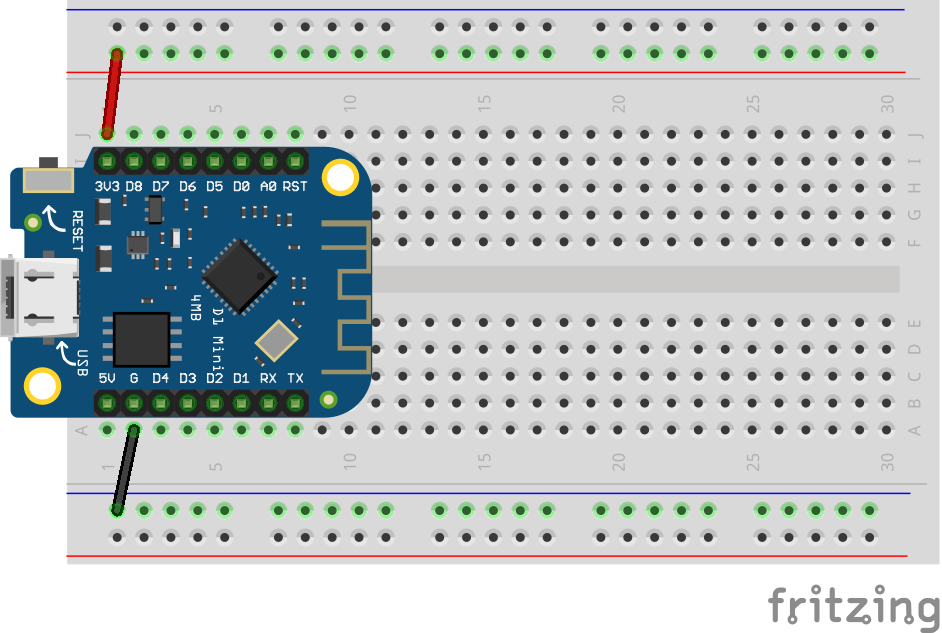 5 10 15 20 25 30
J J
I I
H
G
F
3V3 D8 D7 D6 D5 D0 A0 RST
RESET
4MB
D1 Mini
USB
5V G D4 D3 D2 D1 RX TX
E
D
C
B
A A
1 5 10 15 20 25 30
fritzing